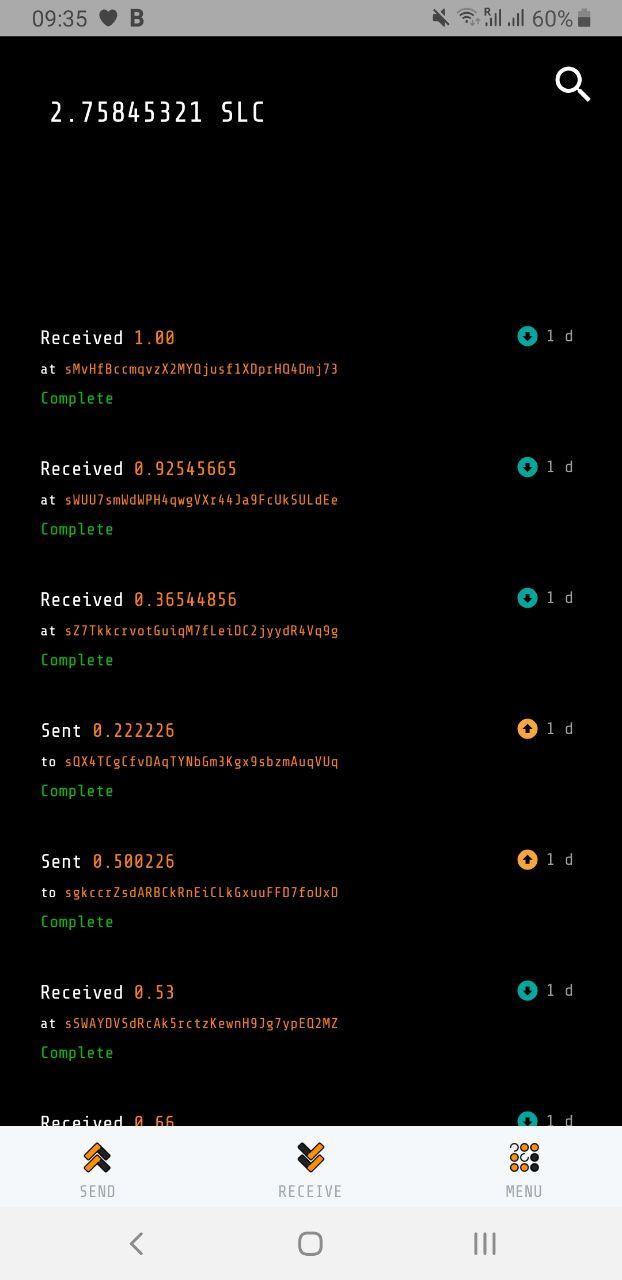 09:35 B R 60%
2.75845321 SLC
Received 1.00 1 d
at sMvHfBccmqvzX2MYQjusf1XDprHQ4Dmj73
Complete
Received 0.92545665 1 d
at sWUU7smWdWPH4qwgVXr44Ja9FcUkSULdEe
Complete
Received 0.36544856 1 d
at sZ7TkkcrvotGuiqM7fLeiDC2jyydR4Vq9g
Complete
Sent 0.222226 1 d
to sQX4TCgCfvDAqTYNbGm3Kgx9sbzmAuqVUq
Complete
Sent 0.500226 1 d
to sgkccrZsdARBCkRnEiCLkGxuuFFD7foUxD
Complete
Received 0.53 1 d
at sSWAYDVSdRcAk5rctzKewnH9Jg7ypEQ2MZ
Complete
Received 0.66 1 d
SEND RECEIVE MENU